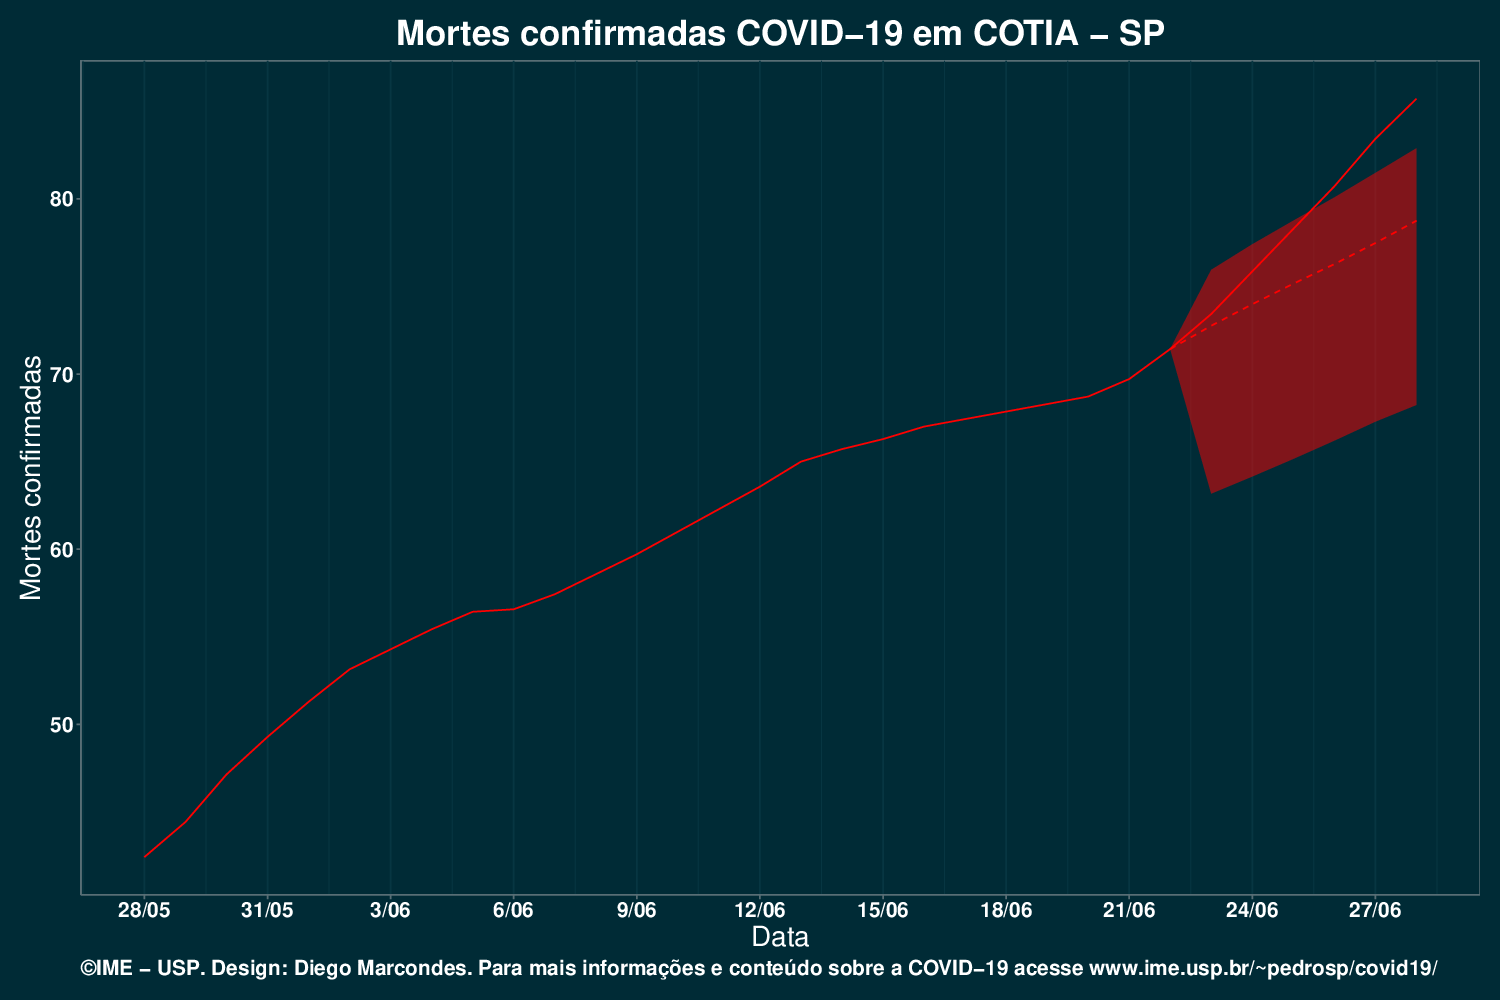 Mortes confirmadas COVID−19 em COTIA − SP
Mortes confirmadas
80
70
60
50
28/05 31/05 3/06 6/06 9/06 12/06 15/06 18/06 21/06 24/06 27/06
Data
©IME − USP. Design: Diego Marcondes. Para mais informações e conteúdo sobre a COVID−19 acesse www.ime.usp.br/~pedrosp/covid19/